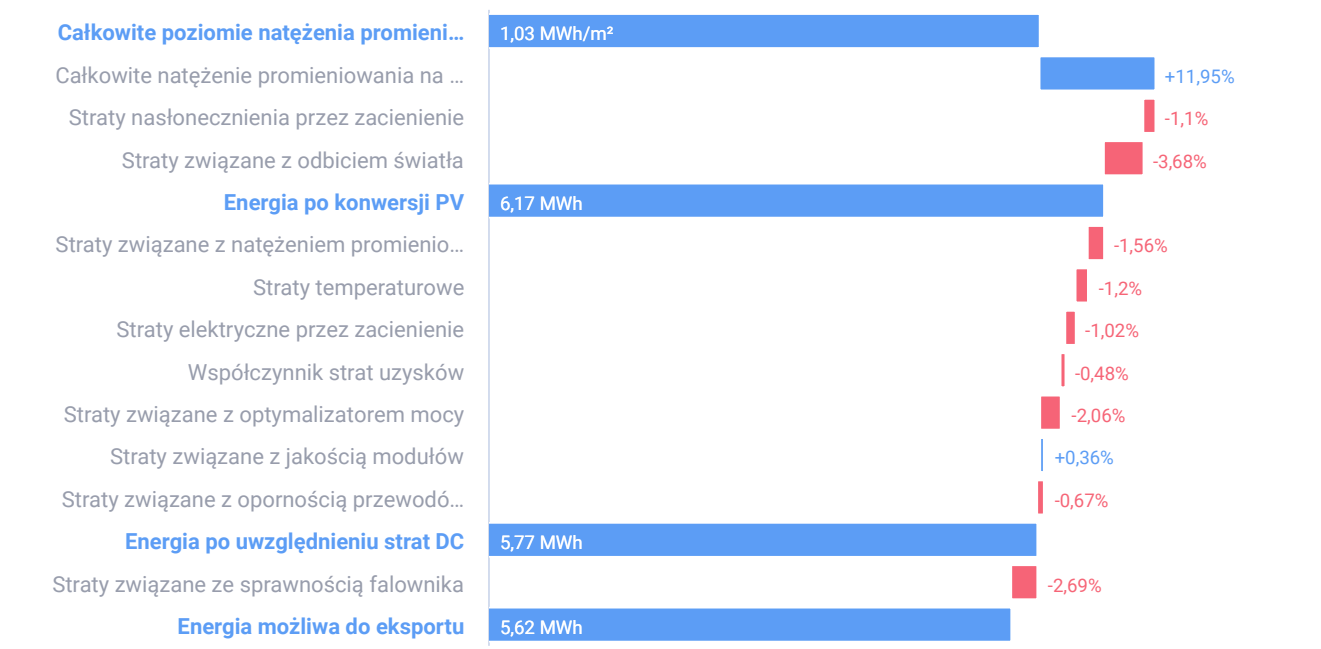 Całkowite poziomie natężenia promieni… 1,03 MWh/m²
Całkowite natężenie promieniowania na … +11,95%
Straty nasłonecznienia przez zacienienie -1,1%
Straty związane z odbiciem światła -3,68%
Energia po konwersji PV 6,17 MWh
Straty związane z natężeniem promienio… -1,56%
Straty temperaturowe -1,2%
Straty elektryczne przez zacienienie -1,02%
Współczynnik strat uzysków -0,48%
Straty związane z optymalizatorem mocy -2,06%
Straty związane z jakością modułów +0,36%
Straty związane z opornością przewodó… -0,67%
Energia po uwzględnieniu strat DC 5,77 MWh
Straty związane ze sprawnością falownika -2,69%
Energia możliwa do eksportu 5,62 MWh